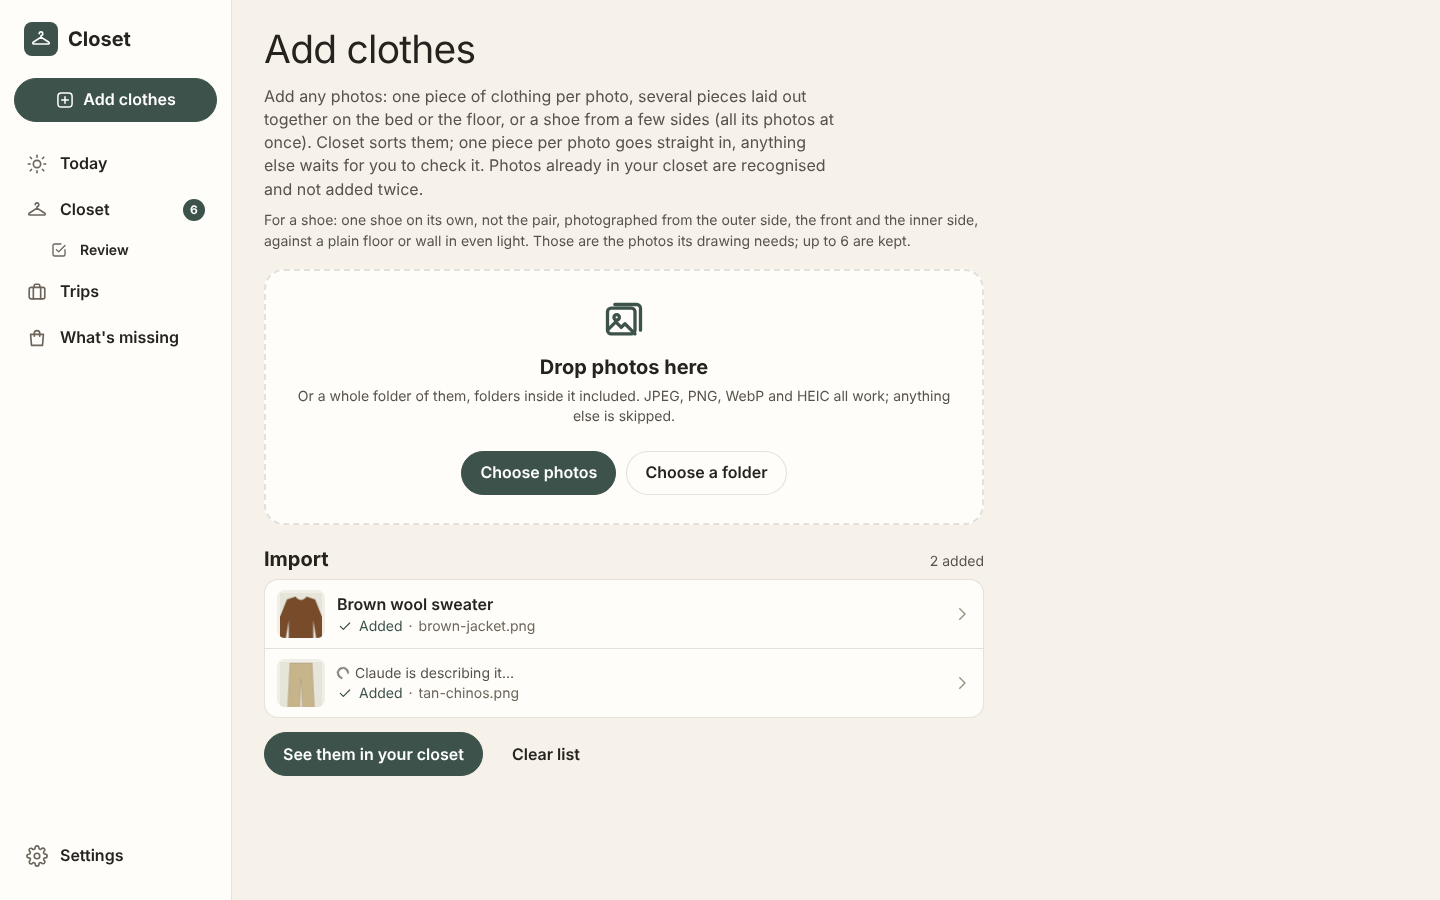 Closet
Add clothes
Today
Closet
6
Review
Trips
What's missing
Settings
Add clothes
Add any photos: one piece of clothing per photo, several pieces laid out
together on the bed or the floor, or a shoe from a few sides (all its photos at
once). Closet sorts them; one piece per photo goes straight in, anything
else waits for you to check it. Photos already in your closet are recognised
and not added twice.
For a shoe: one shoe on its own, not the pair, photographed from the outer side, the front and the inner side,
against a plain floor or wall in even light. Those are the photos its drawing needs; up to 6 are kept.
Drop photos here
Or a whole folder of them, folders inside it included. JPEG, PNG, WebP and HEIC all work; anything
else is skipped.
Choose photos
Choose a folder
Import
2 added
Brown wool sweater
Added · brown-jacket.png
Claude is describing it...
Added · tan-chinos.png
See them in your closet
Clear list